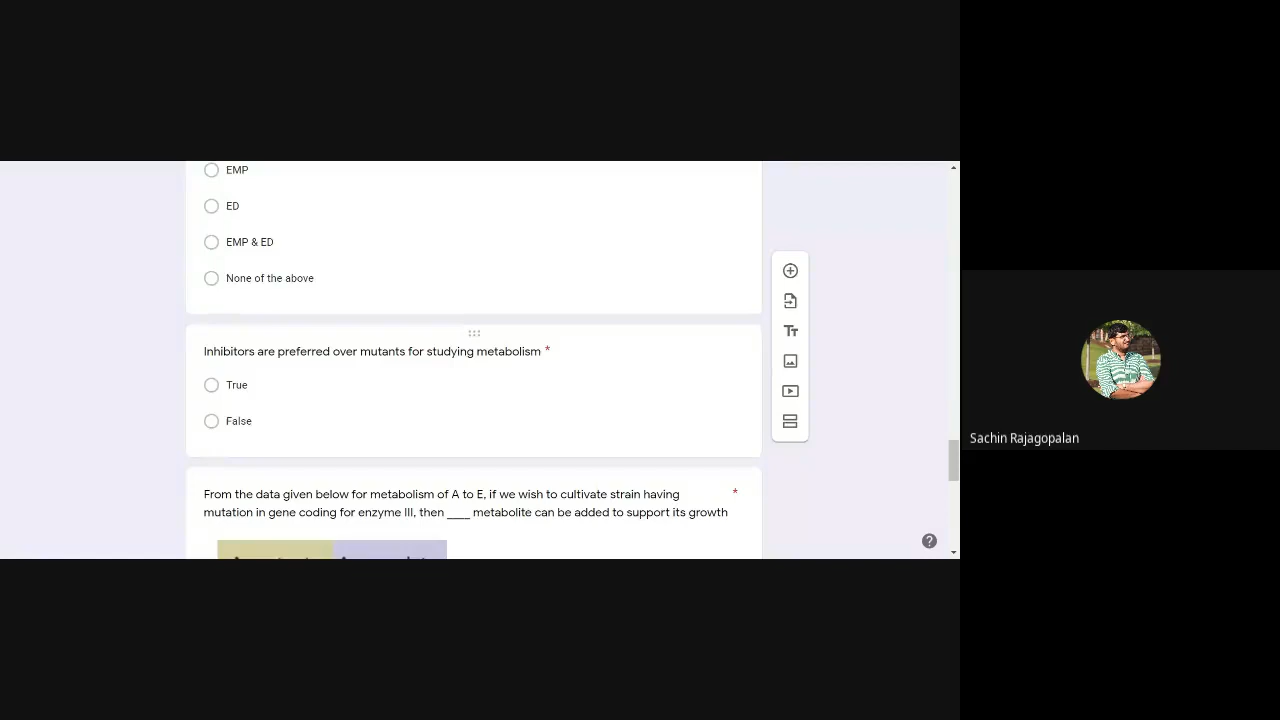 EMP
ED
EMP & ED
None of the above
Inhibitors are preferred over mutants for studying metabolism *
True
False
From the data given below for metabolism of A to E, if we wish to cultivate strain having *
mutation in gene coding for enzyme III, then ____ metabolite can be added to support its growth
Tт
?
Sachin Rajagopalan